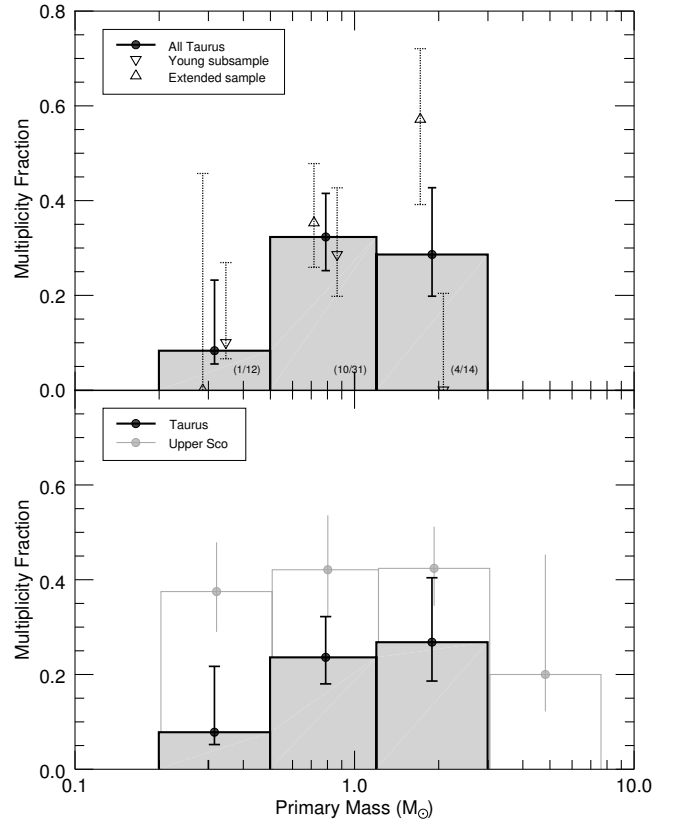 0.8
All Taurus
Young subsample
Extended sample
0.6
Multiplicity Fraction
0.4
0.2
(1/12)
(10/31)
(4/14)
0.0
Taurus
Upper Sco
0.6
Multiplicity Fraction
0.4
0.2
0.0
0.1
1.0
10.0
Primary Mass (M☉)